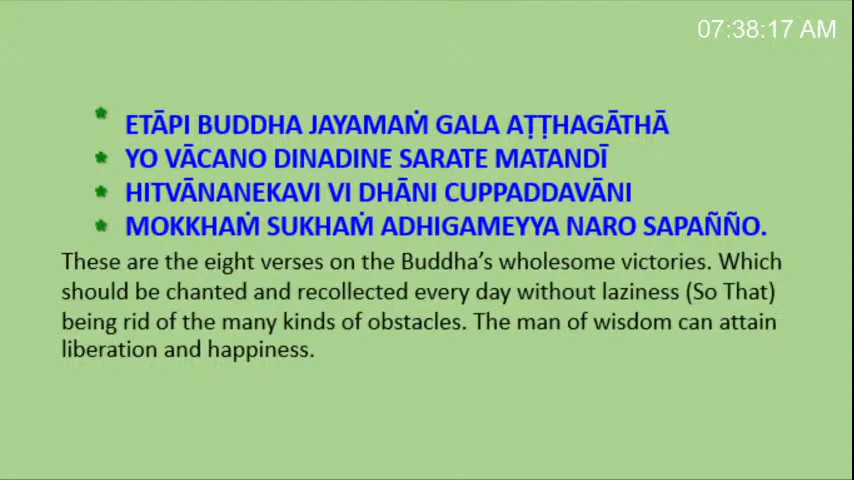 07:38:17 AM
* ETĀPI BUDDHA JAYAMAṀ GALA AṬṬHAGĀTHĀ
* YO VĀCANO DINADINE SARATE MATANDĪ
* HITVĀNANEKAVI VI DHĀNI CUPPADDAVĀNI
* MOKKHAṀ SUKHAṀ ADHIGAMEYYA NARO SAPAÑÑO.
These are the eight verses on the Buddha’s wholesome victories. Which
should be chanted and recollected every day without laziness (So That)
being rid of the many kinds of obstacles. The man of wisdom can attain
liberation and happiness.